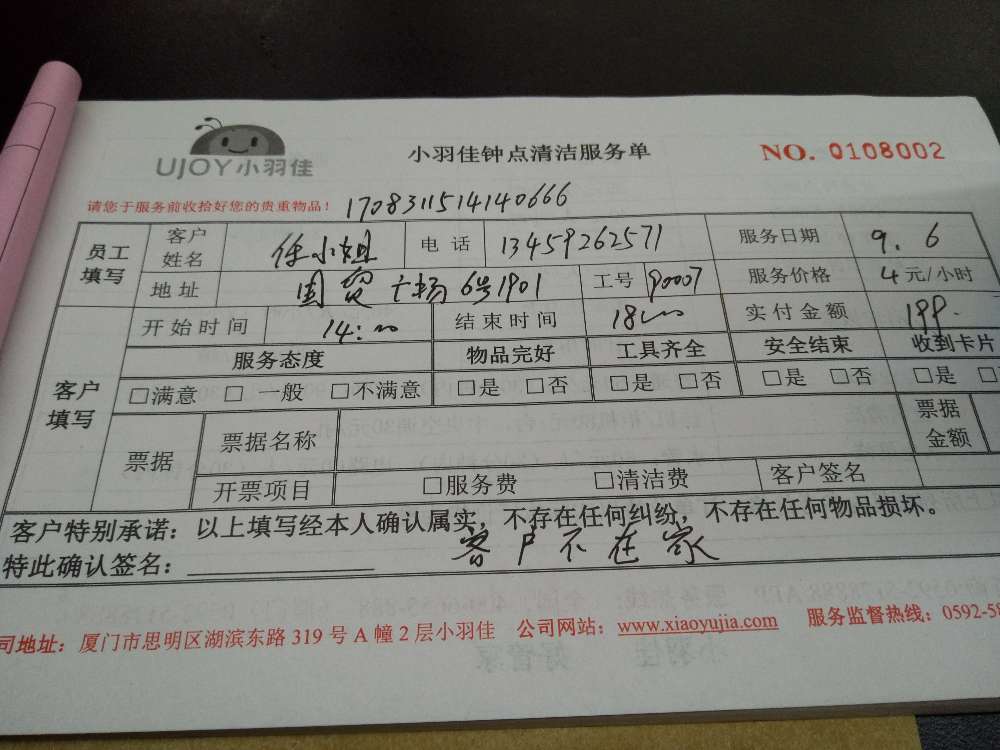 UJOY小羽佳 小羽佳钟点清洁服务单 NO. 0108002
请您于服务前收拾好您的贵重物品! 1708311514140666
员工填写 客户姓名 任小姐 电话 13459262571 服务日期 9.6
地址 国贸广场6号1901 工号 90007 服务价格 4元/小时
客户填写 开始时间 14:00 结束时间 18:00 实付金额 199.
服务态度 物品完好 工具齐全 安全结束 收到卡片
□满意 □一般 □不满意 □是 □否 □是 □否 □是 □否 □是
票据 票据名称 票据金额
开票项目 □服务费 □清洁费 客户签名
客户特别承诺:以上填写经本人确认属实,不存在任何纠纷,不存在任何物品损坏。
特此确认签名: 客户不在家
司地址:厦门市思明区湖滨东路 319 号 A 幢 2 层小羽佳 公司网站:www.xiaoyujia.com 服务监督热线:0592-5